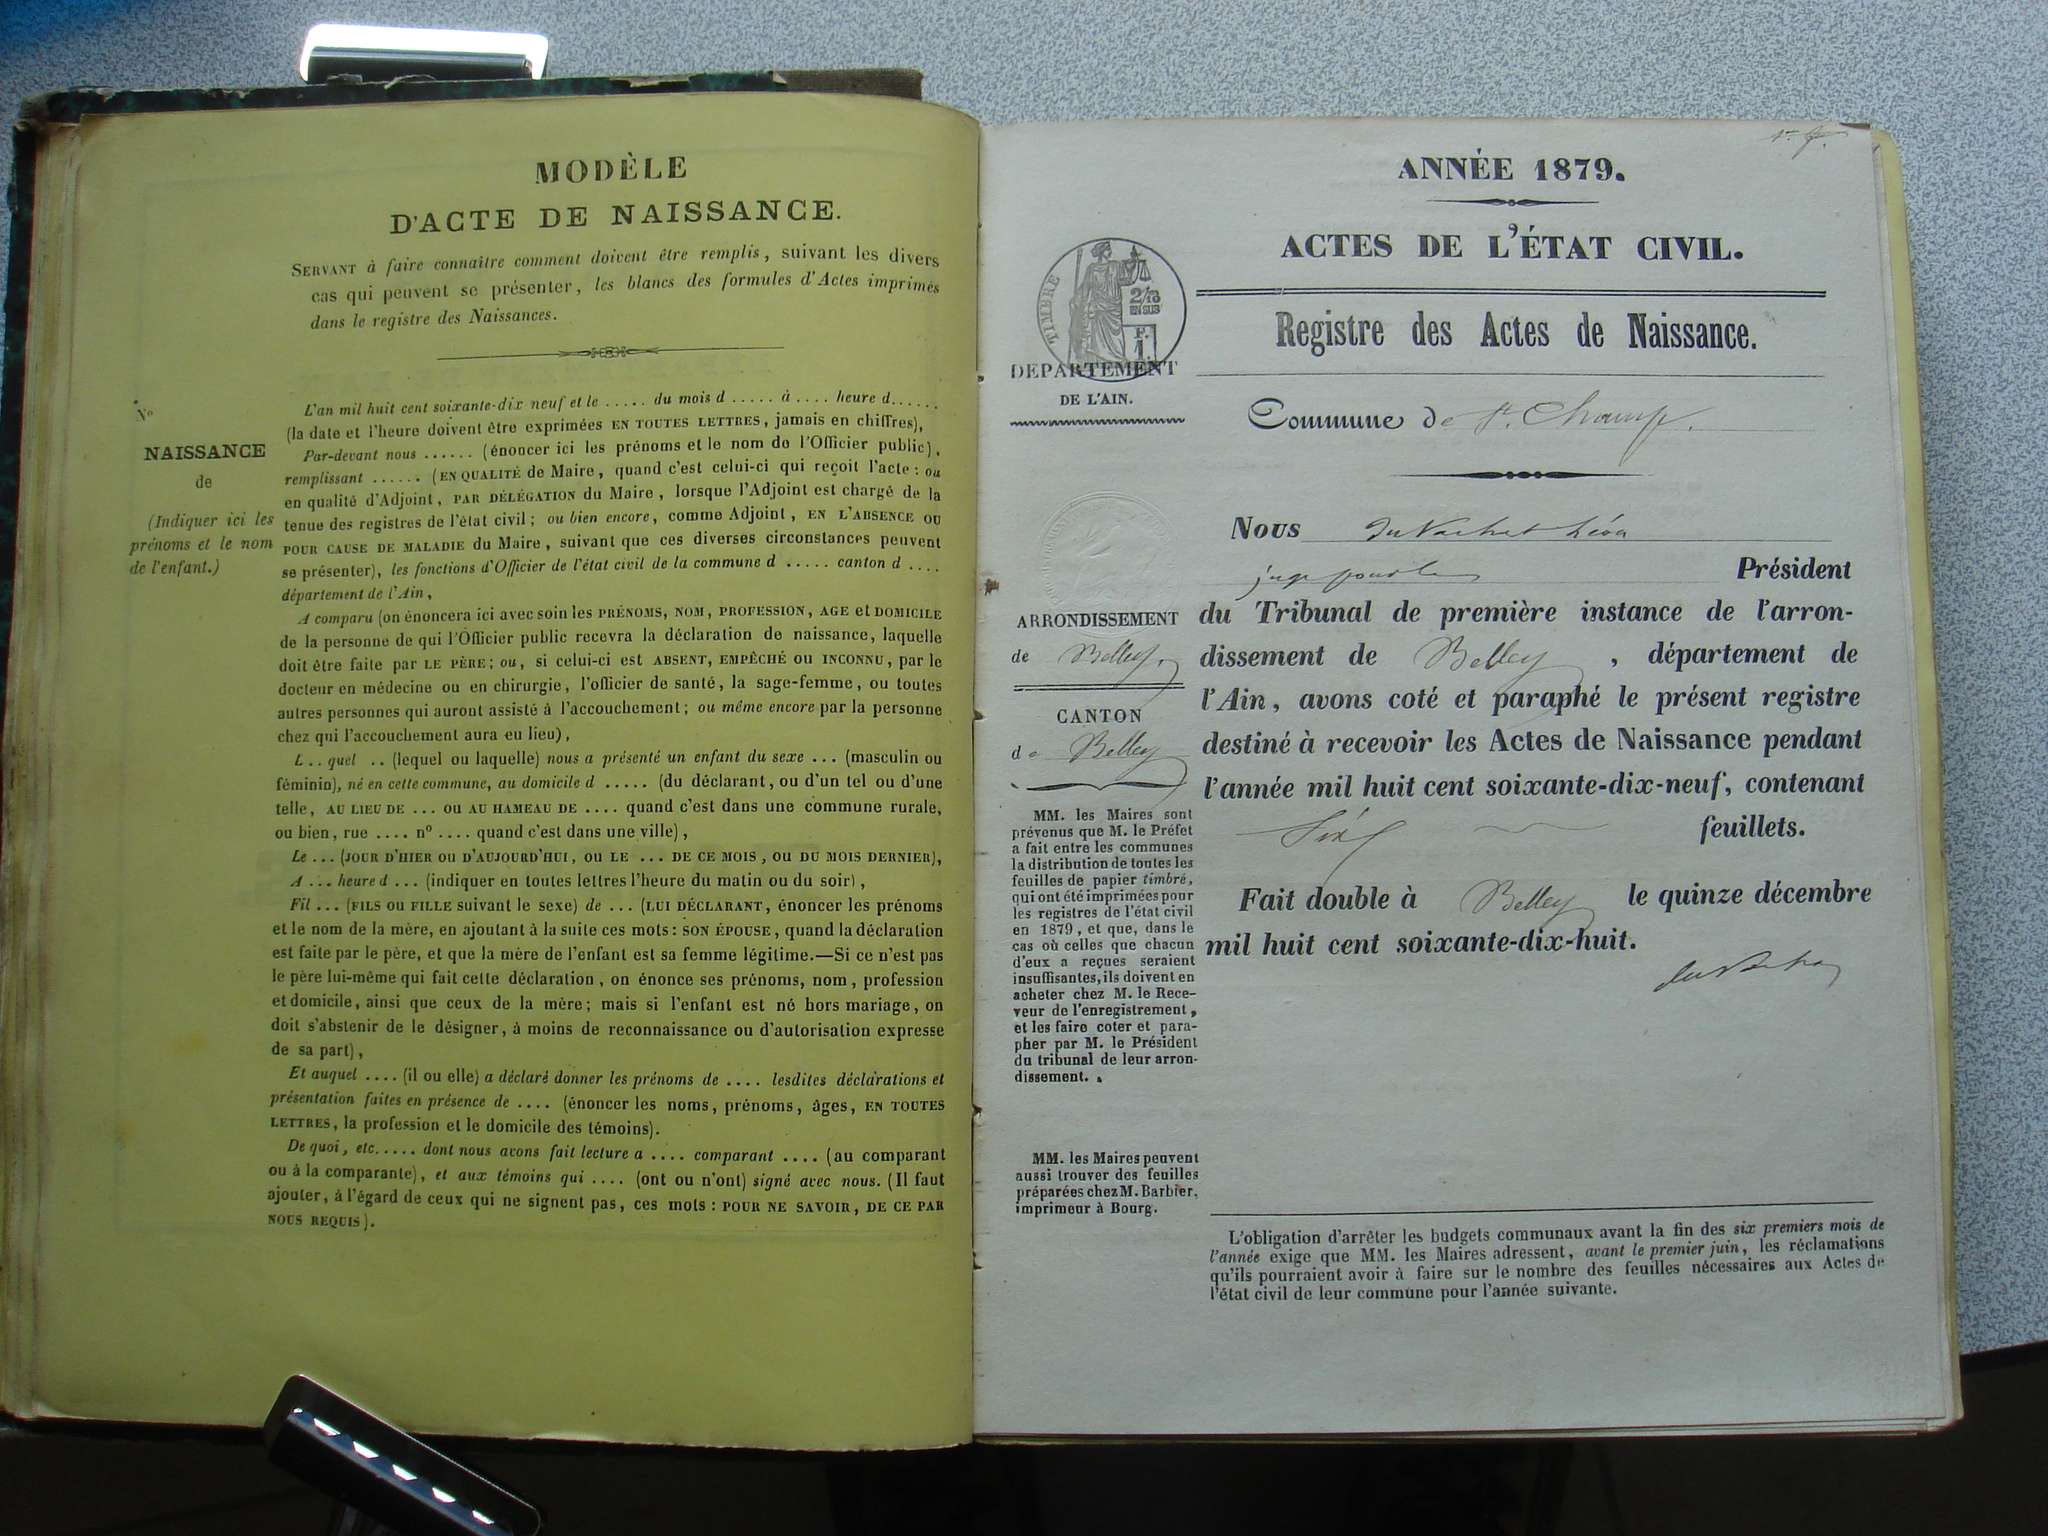 MODÈLE
D'ACTE DE NAISSANCE.
SERVANT à faire connaître comment doivent être remplis, suivant les divers
cas qui peuvent se présenter, les blancs des formules d'Actes imprimés
dans le registre des Naissances.
No
NAISSANCE
de
(Indiquer ici les
prénoms et le nom
de l'enfant.)
L'an mil huit cent soixante-dix neuf et le ..... du mois d ..... à .... heure d......
(la date et l'heure doivent être exprimées EN TOUTES LETTRES, jamais en chiffres),
Par-devant nous ...... (énoncer ici les prénoms et le nom de l'Officier public),
remplissant ...... (EN QUALITÉ de Maire, quand c'est celui-ci qui reçoit l'acte: ou
en qualité d'Adjoint, PAR DÉLÉGATION du Maire, lorsque l'Adjoint est chargé de la
tenue des registres de l'état civil; ou bien encore, comme Adjoint, EN L'ABSENCE OU
POUR CAUSE DE MALADIE du Maire, suivant que ces diverses circonstances peuvent
se présenter), les fonctions d'Officier de l'état civil de la commune d ..... canton d ....
département de l'Ain,
A comparu (on énoncera ici avec soin les PRÉNOMS, NOM, PROFESSION, AGE et DOMICILE
de la personne de qui l'Officier public recevra la déclaration de naissance, laquelle
doit être faite par LE PÈRE; ou, si celui-ci est ABSENT, EMPÊCHÉ OU INCONNU, par le
docteur en médecine ou en chirurgie, l'officier de santé, la sage-femme, ou toutes
autres personnes qui auront assisté à l'accouchement; ou même encore par la personne
chez qui l'accouchement aura eu lieu),
L .. quel .. (lequel ou laquelle) nous a présenté un enfant du sexe ... (masculin ou
féminin), né en cette commune, au domicile d ..... (du déclarant, ou d'un tel ou d'une
telle, AU LIEU DE ... ou AU HAMEAU DE .... quand c'est dans une commune rurale,
ou bien, rue .... no .... quand c'est dans une ville),
Le ... (JOUR D'HIER OU D'AUJOURD'HUI, OU LE ... DE CE MOIS, OU DU MOIS DERNIER),
A ... heure d ... (indiquer en toutes lettres l'heure du matin ou du soir),
Fil ... (FILS ou FILLE suivant le sexe) de ... (LUI DÉCLARANT, énoncer les prénoms
et le nom de la mère, en ajoutant à la suite ces mots: SON ÉPOUSE, quand la déclaration
est faite par le père, et que la mère de l'enfant est sa femme légitime.—Si ce n'est pas
le père lui-même qui fait cette déclaration, on énonce ses prénoms, nom, profession
et domicile, ainsi que ceux de la mère; mais si l'enfant est né hors mariage, on
doit s'abstenir de le désigner, à moins de reconnaissance ou d'autorisation expresse
de sa part),
Et auquel .... (il ou elle) a déclaré donner les prénoms de .... lesdites déclarations et
présentation faites en présence de .... (énoncer les noms, prénoms, âges, EN TOUTES
LETTRES, la profession et le domicile des témoins).
De quoi, etc..... dont nous avons fait lecture a .... comparant .... (au comparant
ou à la comparante), et aux témoins qui .... (ont ou n'ont) signé avec nous. (Il faut
ajouter, à l'égard de ceux qui ne signent pas, ces mots: POUR NE SAVOIR, DE CE PAR
NOUS REQUIS).
ANNÉE 1879.
ACTES DE L'ÉTAT CIVIL.
Registre des Actes de Naissance.
TIMBRE
2/10
EN SUS
F.
1.
DÉPARTEMENT
DE L'AIN.
Commune de St. Champ.
Nous du Vachat Léon
juge pour le Président
du Tribunal de première instance de l'arron-
dissement de Belley, département de
l'Ain, avons coté et paraphé le présent registre
destiné à recevoir les Actes de Naissance pendant
l'année mil huit cent soixante-dix-neuf, contenant
Six feuillets.
Fait double à Belley le quinze décembre
mil huit cent soixante-dix-huit.
ARRONDISSEMENT
de Belley.
CANTON
de Belley
MM. les Maires sont
prévenus que M. le Préfet
a fait entre les communes
la distribution de toutes les
feuilles de papier timbré,
qui ont été imprimées pour
les registres de l'état civil
en 1879, et que, dans le
cas où celles que chacun
d'eux a reçues seraient
insuffisantes, ils doivent en
acheter chez M. le Rece-
veur de l'enregistrement,
et les faire coter et para-
pher par M. le Président
du tribunal de leur arron-
dissement.
MM. les Maires peuvent
aussi trouver des feuilles
préparées chez M. Barbier,
imprimeur à Bourg.
L'obligation d'arrêter les budgets communaux avant la fin des six premiers mois de
l'année exige que MM. les Maires adressent, avant le premier juin, les réclamations
qu'ils pourraient avoir à faire sur le nombre des feuilles nécessaires aux Actes de
l'état civil de leur commune pour l'année suivante.